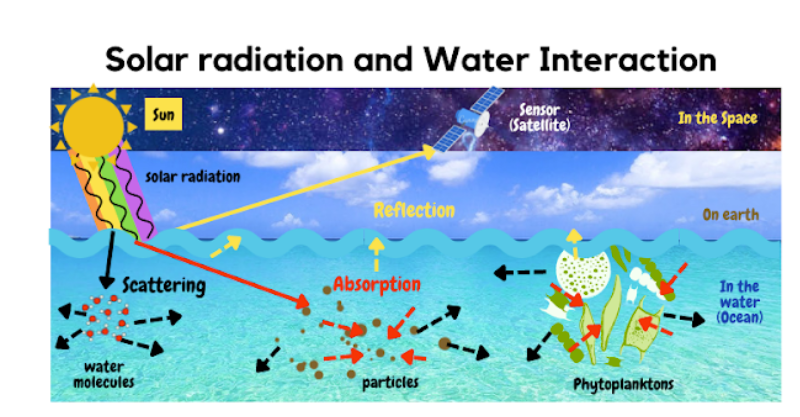 Solar radiation and Water Interaction
Sun
Sensor
(Satellite)
In the Space
solar radiation
Reflection
On earth
Scattering
Absorption
In the
water
(Ocean)
water
molecules
particles
Phytoplanktons